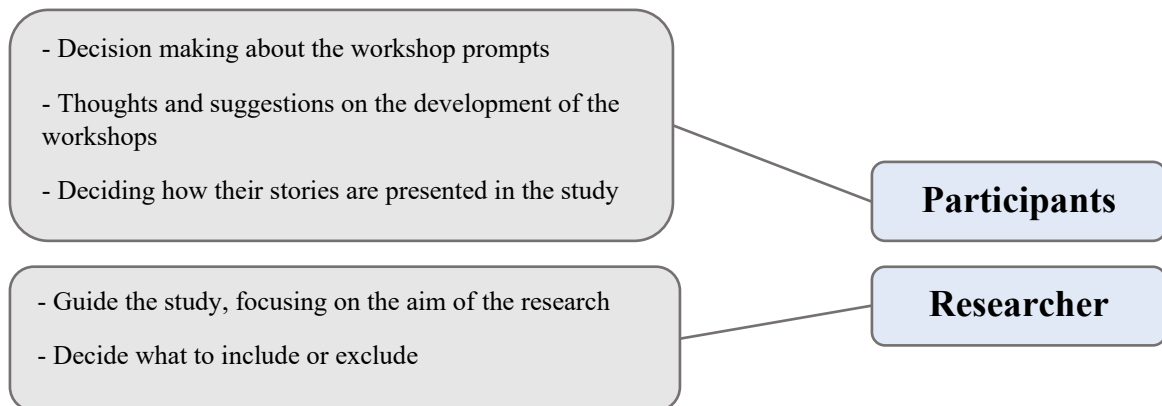 - Decision making about the workshop prompts
- Thoughts and suggestions on the development of the
workshops
- Deciding how their stories are presented in the study
Participants
- Guide the study, focusing on the aim of the research
- Decide what to include or exclude
Researcher